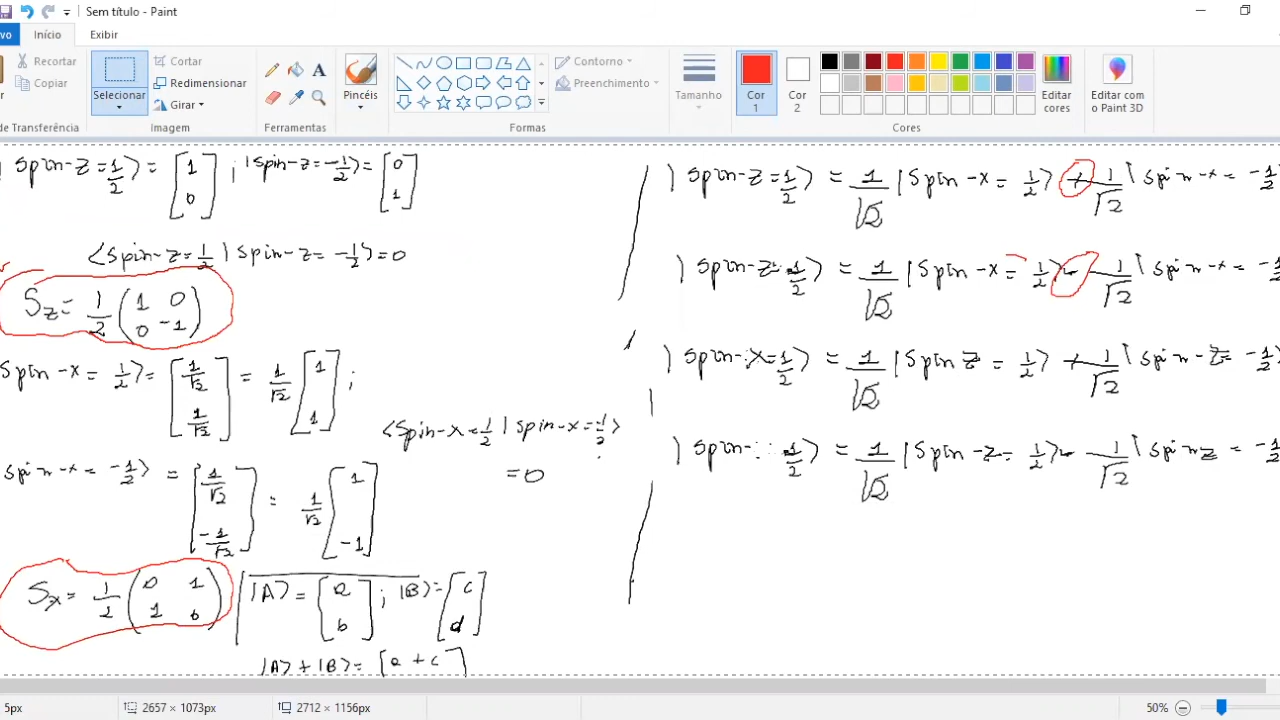 Sem título - Paint
vo Início Exibir
Recortar
Copiar
de Transferência
Selecionar
Cortar
Redimensionar
Girar
Imagem
A
Ferramentas
Pincéis
Contorno
Preenchimento
Formas
Tamanho
Cor 1
Cor 2
Editar cores
Cores
Editar com o Paint 3D
Spin-z=1/2⟩ = [1 0] ; |Spin-z=-1/2⟩ = [0 1]
⟨Spin-z=1/2 | Spin-z=-1/2⟩=0
Sz= 1/2 (1 0 0 -1)
Spin-x= 1/2⟩= [1/√2 1/√2] = 1/√2 [1 1] ;
⟨Spin-x=1/2 | Spin-x=-1/2⟩
=0
spin-x= -1/2⟩ = [1/√2 -1/√2] = 1/√2 [1 -1]
Sx= 1/2 (0 1 1 0)
|A⟩= [a b] ; |B⟩= [c d]
|A⟩+|B⟩= [a+c
| Spin-z=1/2⟩ = 1/√2 |Spin-x= 1/2⟩ + 1/√2 | Spin-x= -1/2
| Spin-z= 1/2⟩ = 1/√2 |Spin-x= 1/2⟩ - 1/√2 | Spin-x= -1/2
| Spin-x=1/2⟩ = 1/√2 |Spin z= 1/2⟩ + 1/√2 | Spin-z= -1/2
| Spin- 1/2⟩ = 1/√2 |Spin-z= 1/2⟩ - 1/√2 | Spin z= -1/2
5px
2657 × 1073px
2712 × 1156px
50%